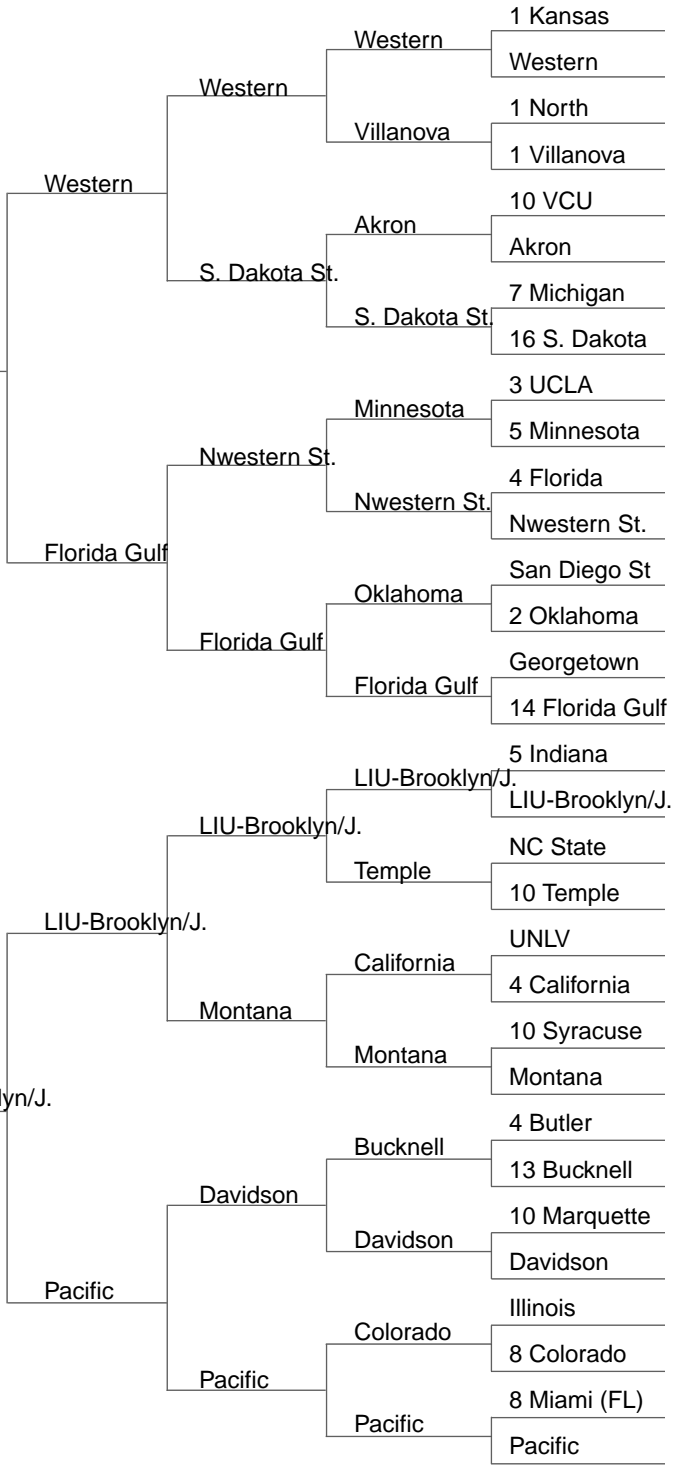 1 Kansas
Western
Western
Western
1 North
Villanova
1 Villanova
Western
10 VCU
Akron
Akron
S. Dakota St.
7 Michigan
S. Dakota St.
16 S. Dakota
3 UCLA
Minnesota
5 Minnesota
Nwestern St.
4 Florida
Nwestern St.
Nwestern St.
Florida Gulf
San Diego St
Oklahoma
2 Oklahoma
Florida Gulf
Georgetown
Florida Gulf
14 Florida Gulf
5 Indiana
LIU-Brooklyn/J.
LIU-Brooklyn/J.
LIU-Brooklyn/J.
NC State
Temple
10 Temple
LIU-Brooklyn/J.
UNLV
California
4 California
Montana
10 Syracuse
Montana
Montana
lyn/J.
4 Butler
Bucknell
13 Bucknell
Davidson
10 Marquette
Davidson
Davidson
Pacific
Illinois
Colorado
8 Colorado
Pacific
8 Miami (FL)
Pacific
Pacific